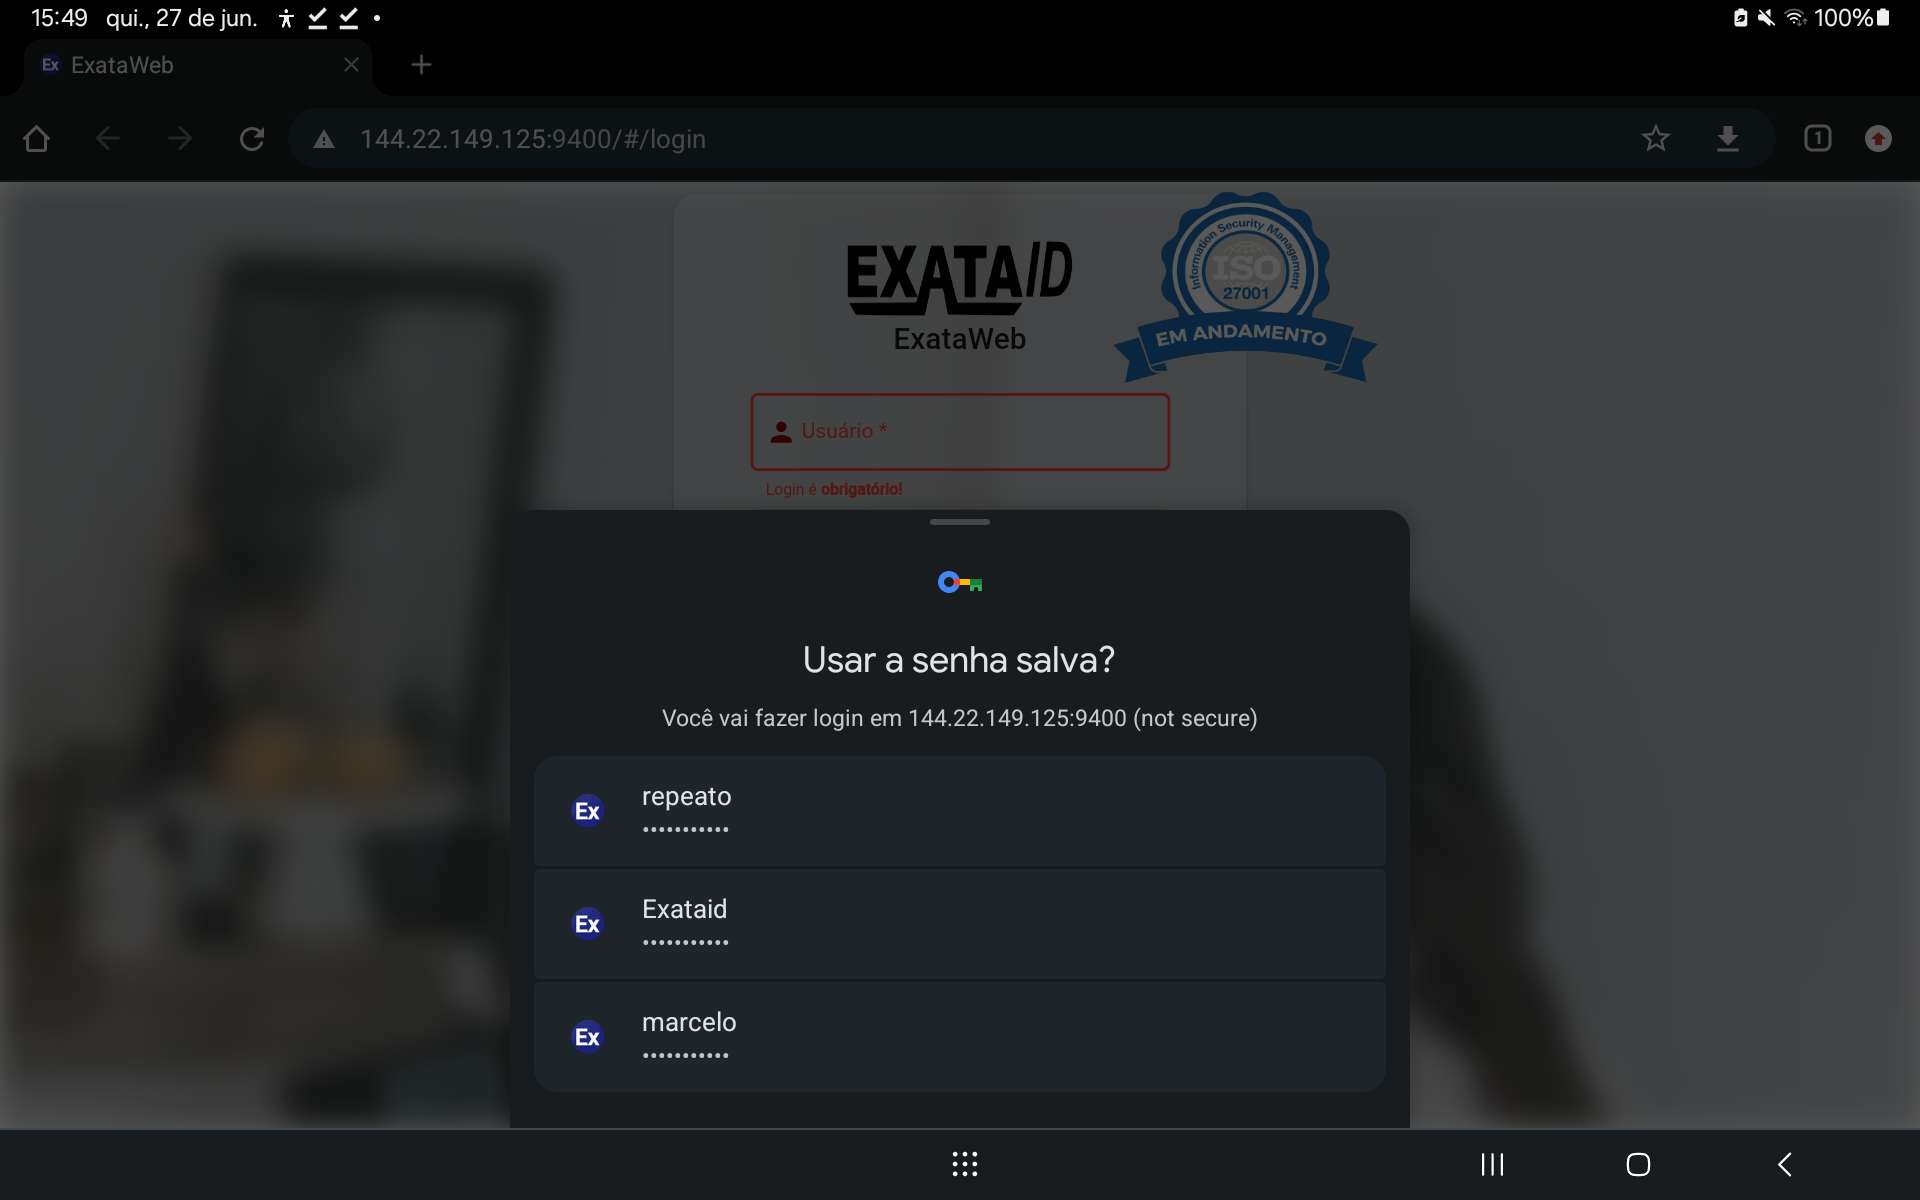 15:49 qui., 27 de jun. 100%
Ex ExataWeb
144.22.149.125:9400/#/login
1
EXATAID
ExataWeb
Information Security Management
ISO
27001
EM ANDAMENTO
Usuário *
Login é obrigatório!
Usar a senha salva?
Você vai fazer login em 144.22.149.125:9400 (not secure)
Ex repeato
•••••••••••
Ex Exataid
•••••••••••
Ex marcelo
•••••••••••